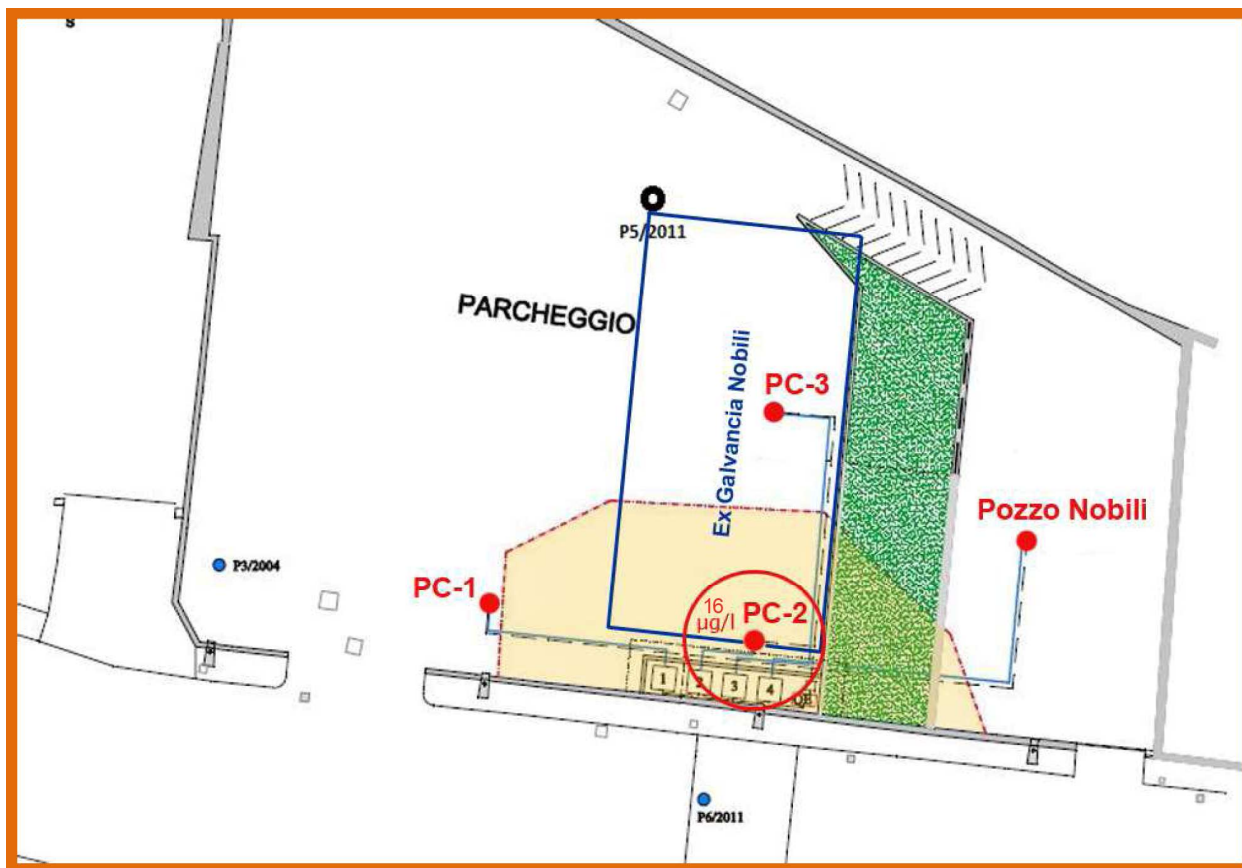 P5/2011
PARCHEGGIO
Ex Galvancia Nobili
PC-3
Pozzo Nobili
P3/2004
PC-1
16
µg/l
PC-2
1
2
3
4
QE
P6/2011